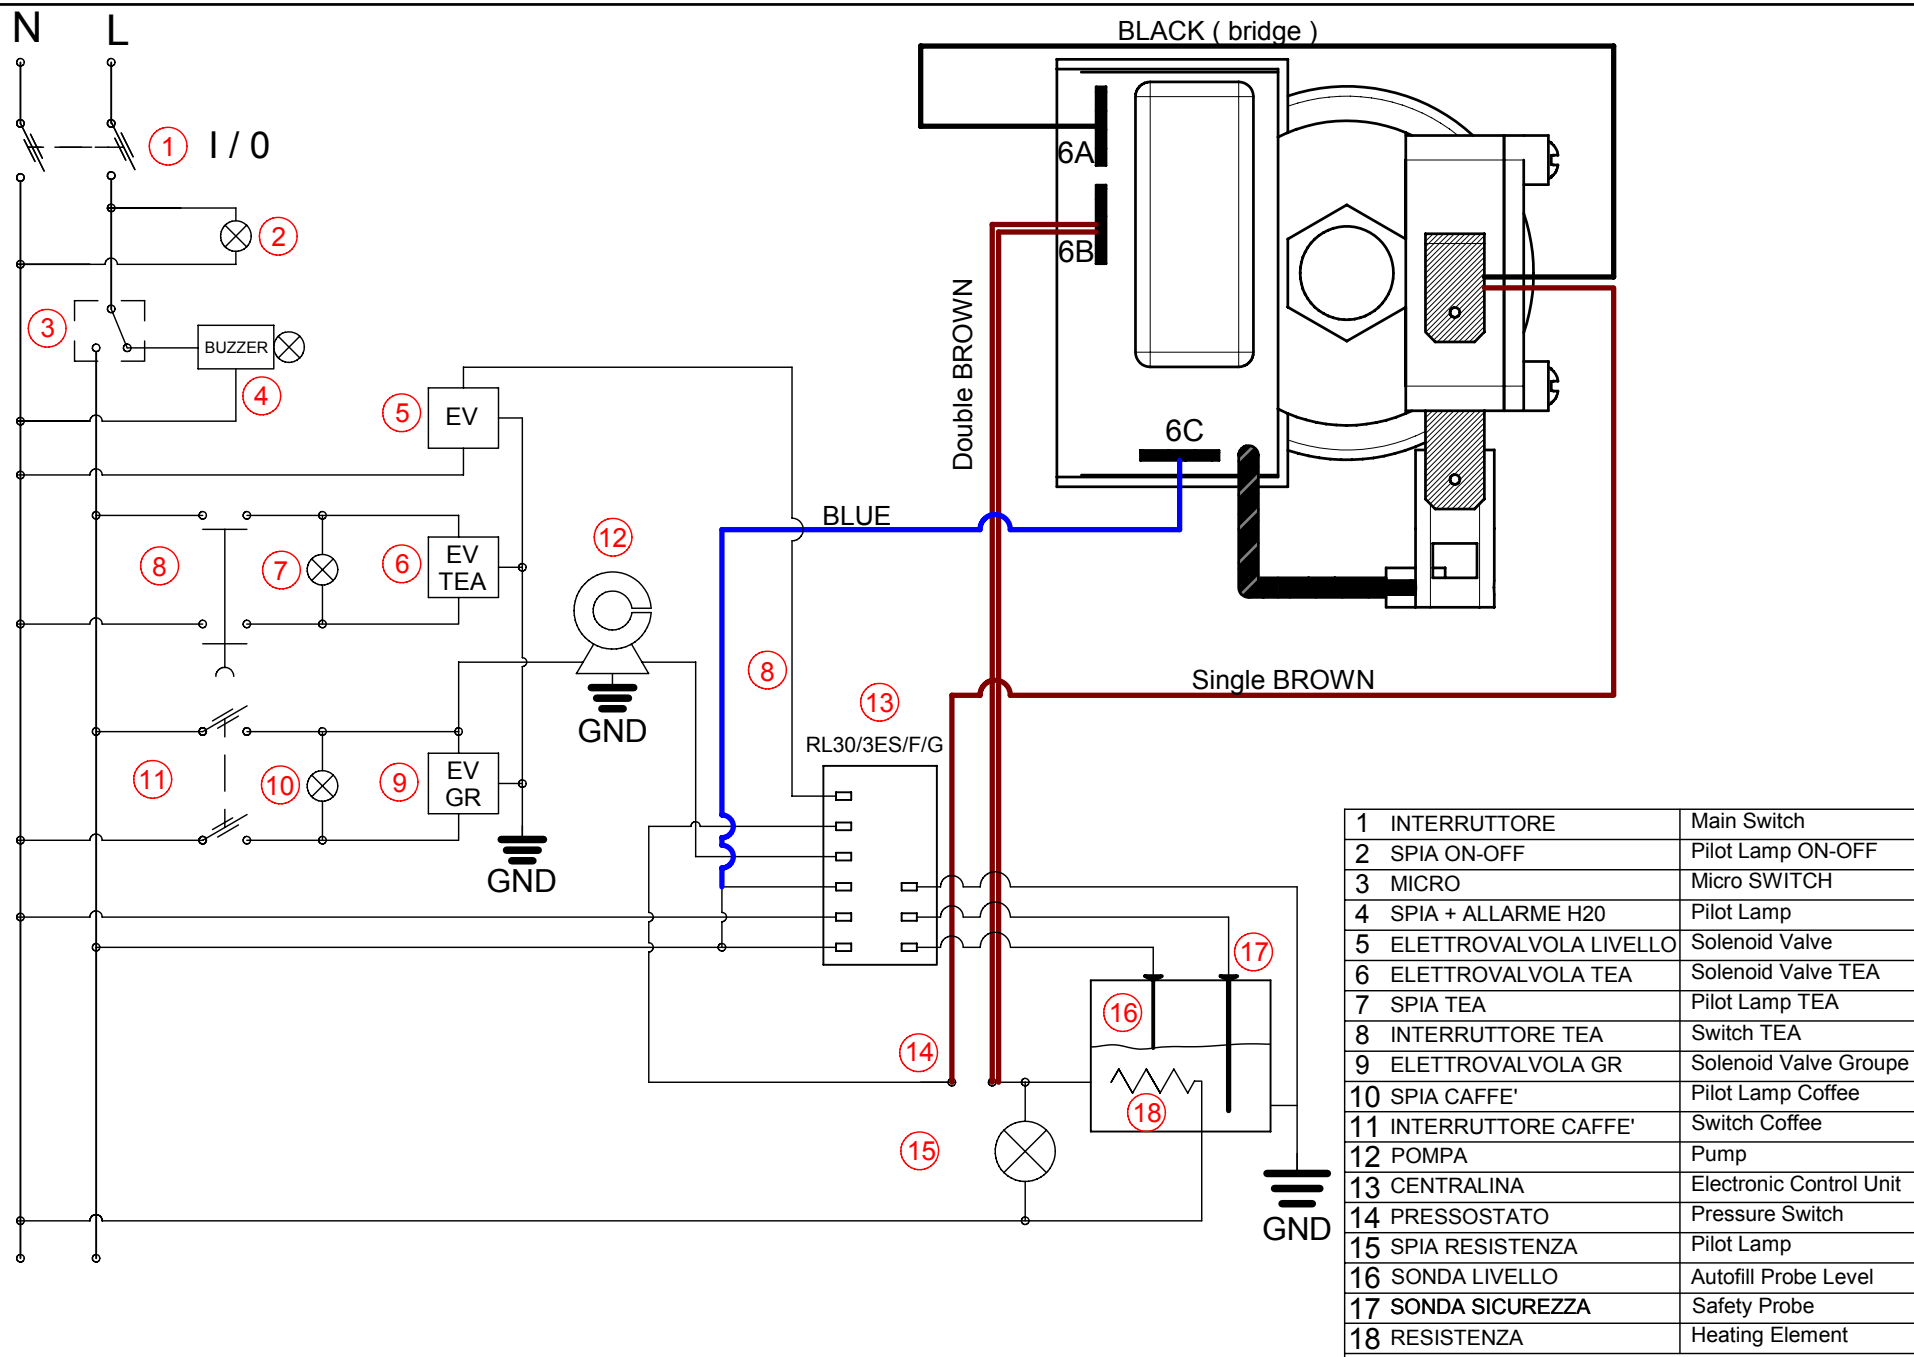 N L
BLACK ( bridge )
1 I / 0
6A
2
6B
Double BROWN
3
BUZZER
4
5 EV
6C
BLUE
12
8 7 6 EV TEA
8
Single BROWN
13
GND
RL30/3ES/F/G
11 10 9 EV GR
GND
17
16
14
18
15
GND
1 INTERRUTTORE Main Switch
2 SPIA ON-OFF Pilot Lamp ON-OFF
3 MICRO Micro SWITCH
4 SPIA + ALLARME H20 Pilot Lamp
5 ELETTROVALVOLA LIVELLO Solenoid Valve
6 ELETTROVALVOLA TEA Solenoid Valve TEA
7 SPIA TEA Pilot Lamp TEA
8 INTERRUTTORE TEA Switch TEA
9 ELETTROVALVOLA GR Solenoid Valve Groupe
10 SPIA CAFFE' Pilot Lamp Coffee
11 INTERRUTTORE CAFFE' Switch Coffee
12 POMPA Pump
13 CENTRALINA Electronic Control Unit
14 PRESSOSTATO Pressure Switch
15 SPIA RESISTENZA Pilot Lamp
16 SONDA LIVELLO Autofill Probe Level
17 SONDA SICUREZZA Safety Probe
18 RESISTENZA Heating Element